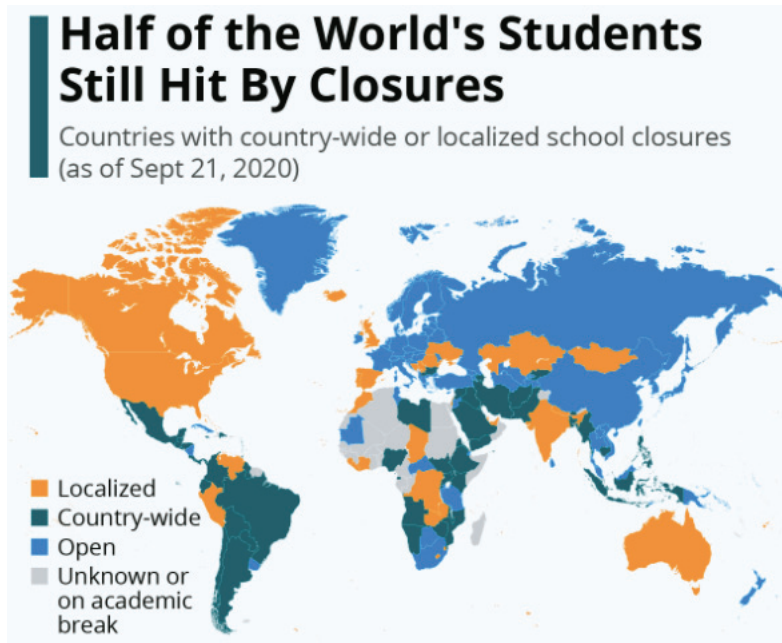 Half of the World's Students
Still Hit By Closures
Countries with country-wide or localized school closures
(as of Sept 21, 2020)
Localized
Country-wide
Open
Unknown or
on academic
break